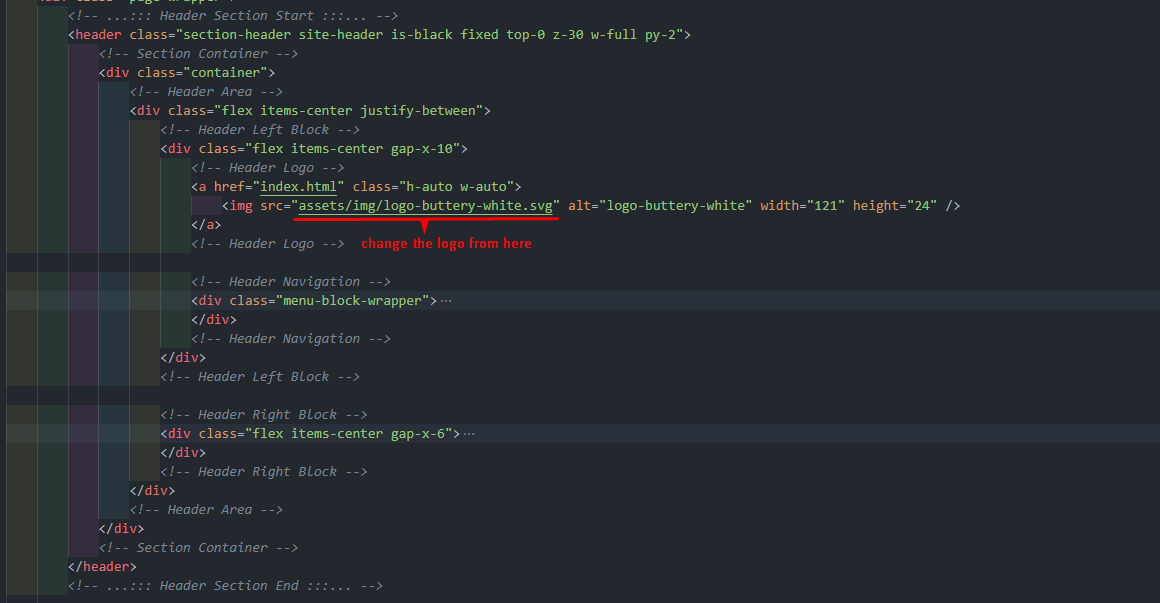 <!-- ...::: Header Section Start :::... -->
<header class="section-header site-header is-black fixed top-0 z-30 w-full py-2">
<!-- Section Container -->
<div class="container">
<!-- Header Area -->
<div class="flex items-center justify-between">
<!-- Header Left Block -->
<div class="flex items-center gap-x-10">
<!-- Header Logo -->
<a href="index.html" class="h-auto w-auto">
<img src="assets/img/logo-buttery-white.svg" alt="logo-buttery-white" width="121" height="24" />
</a>
<!-- Header Logo --> change the logo from here
<!-- Header Navigation -->
<div class="menu-block-wrapper">···
</div>
<!-- Header Navigation -->
</div>
<!-- Header Left Block -->
<!-- Header Right Block -->
<div class="flex items-center gap-x-6">···
</div>
<!-- Header Right Block -->
</div>
<!-- Header Area -->
</div>
<!-- Section Container -->
</header>
<!-- ...::: Header Section End :::... -->